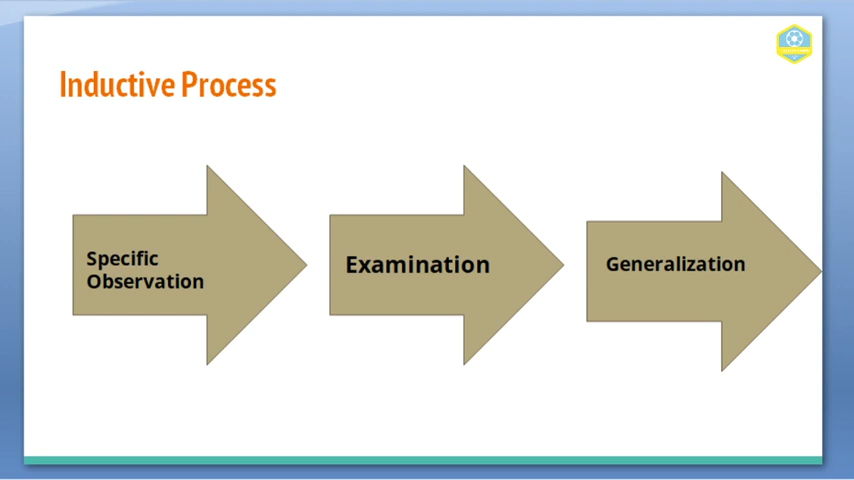 Inductive Process
Specific
Observation
Examination
Generalization